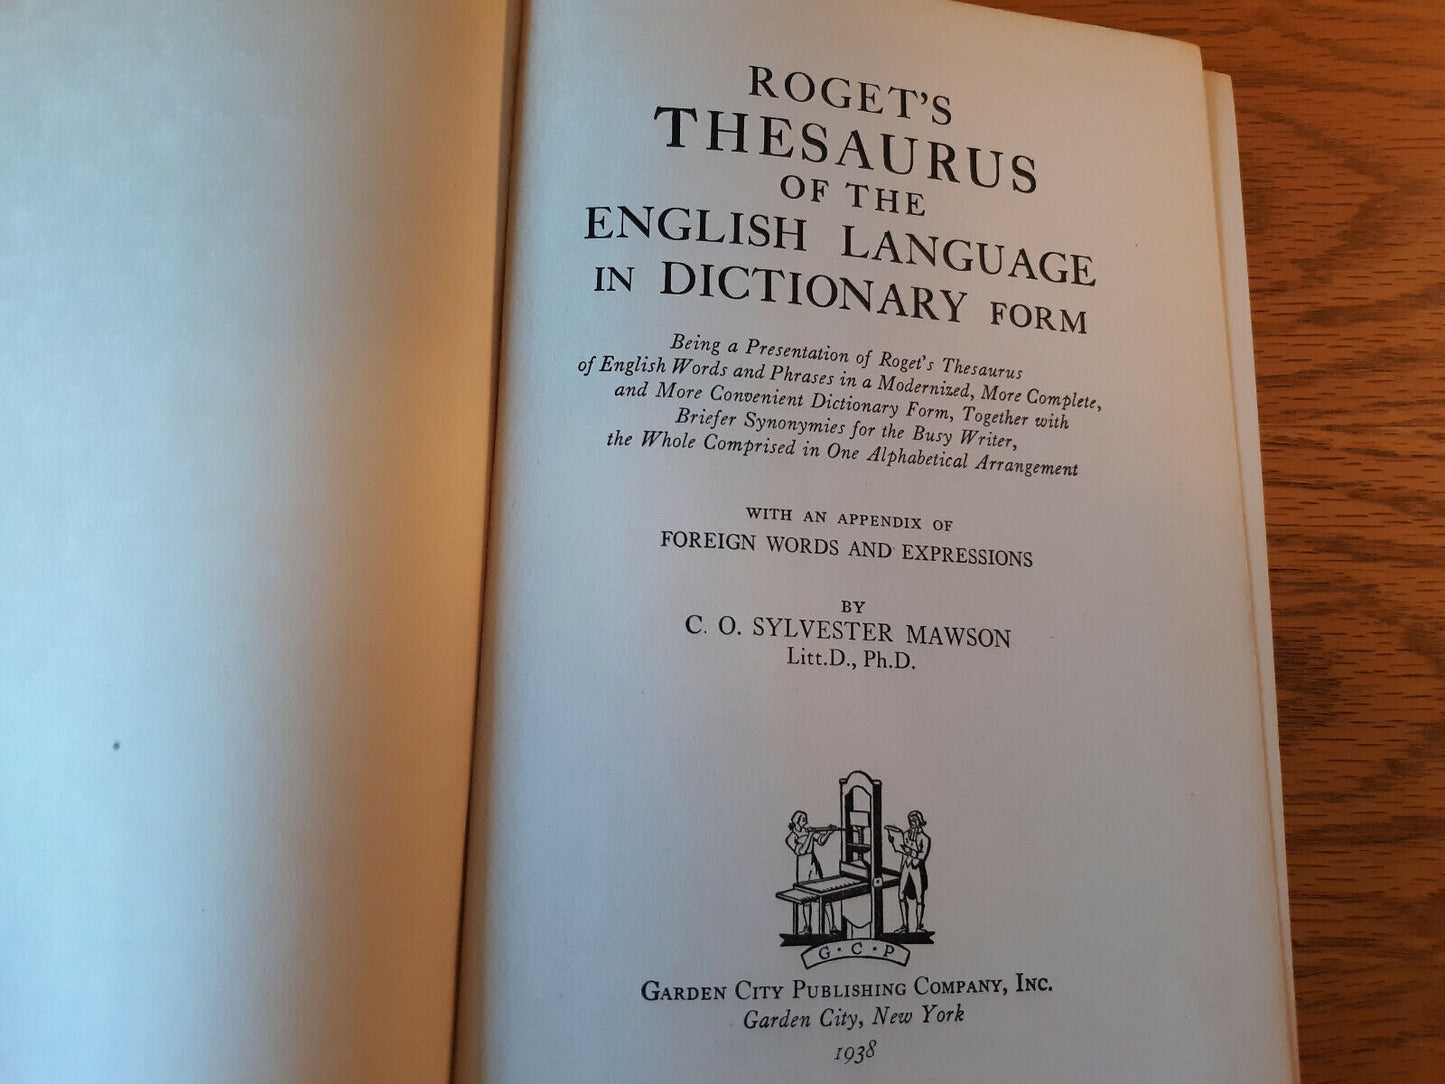 ROGET'S
THESAURUS
OF THE
ENGLISH LANGUAGE
IN DICTIONARY FORM
Being a Presentation of Roget's Thesaurus
of English Words and Phrases in a Modernized, More Complete,
and More Convenient Dictionary Form, Together with
Briefer Synonymies for the Busy Writer,
the Whole Comprised in One Alphabetical Arrangement
WITH AN APPENDIX OF
FOREIGN WORDS AND EXPRESSIONS
BY
C. O. SYLVESTER MAWSON
Litt.D., Ph.D.
G·C·P
GARDEN CITY PUBLISHING COMPANY, INC.
Garden City, New York
1938